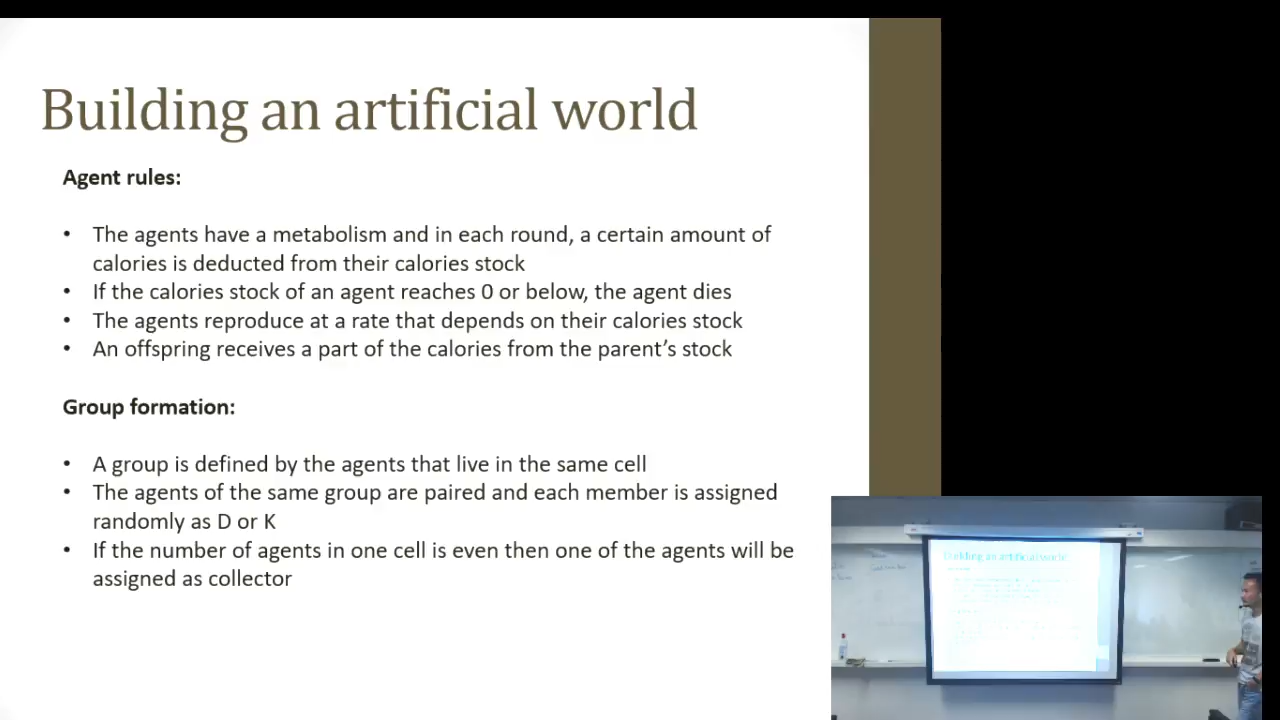 Building an artificial world
Agent rules:
• The agents have a metabolism and in each round, a certain amount of
calories is deducted from their calories stock
• If the calories stock of an agent reaches 0 or below, the agent dies
• The agents reproduce at a rate that depends on their calories stock
• An offspring receives a part of the calories from the parent's stock
Group formation:
• A group is defined by the agents that live in the same cell
• The agents of the same group are paired and each member is assigned
randomly as D or K
• If the number of agents in one cell is even then one of the agents will be
assigned as collector
Building an artificial world